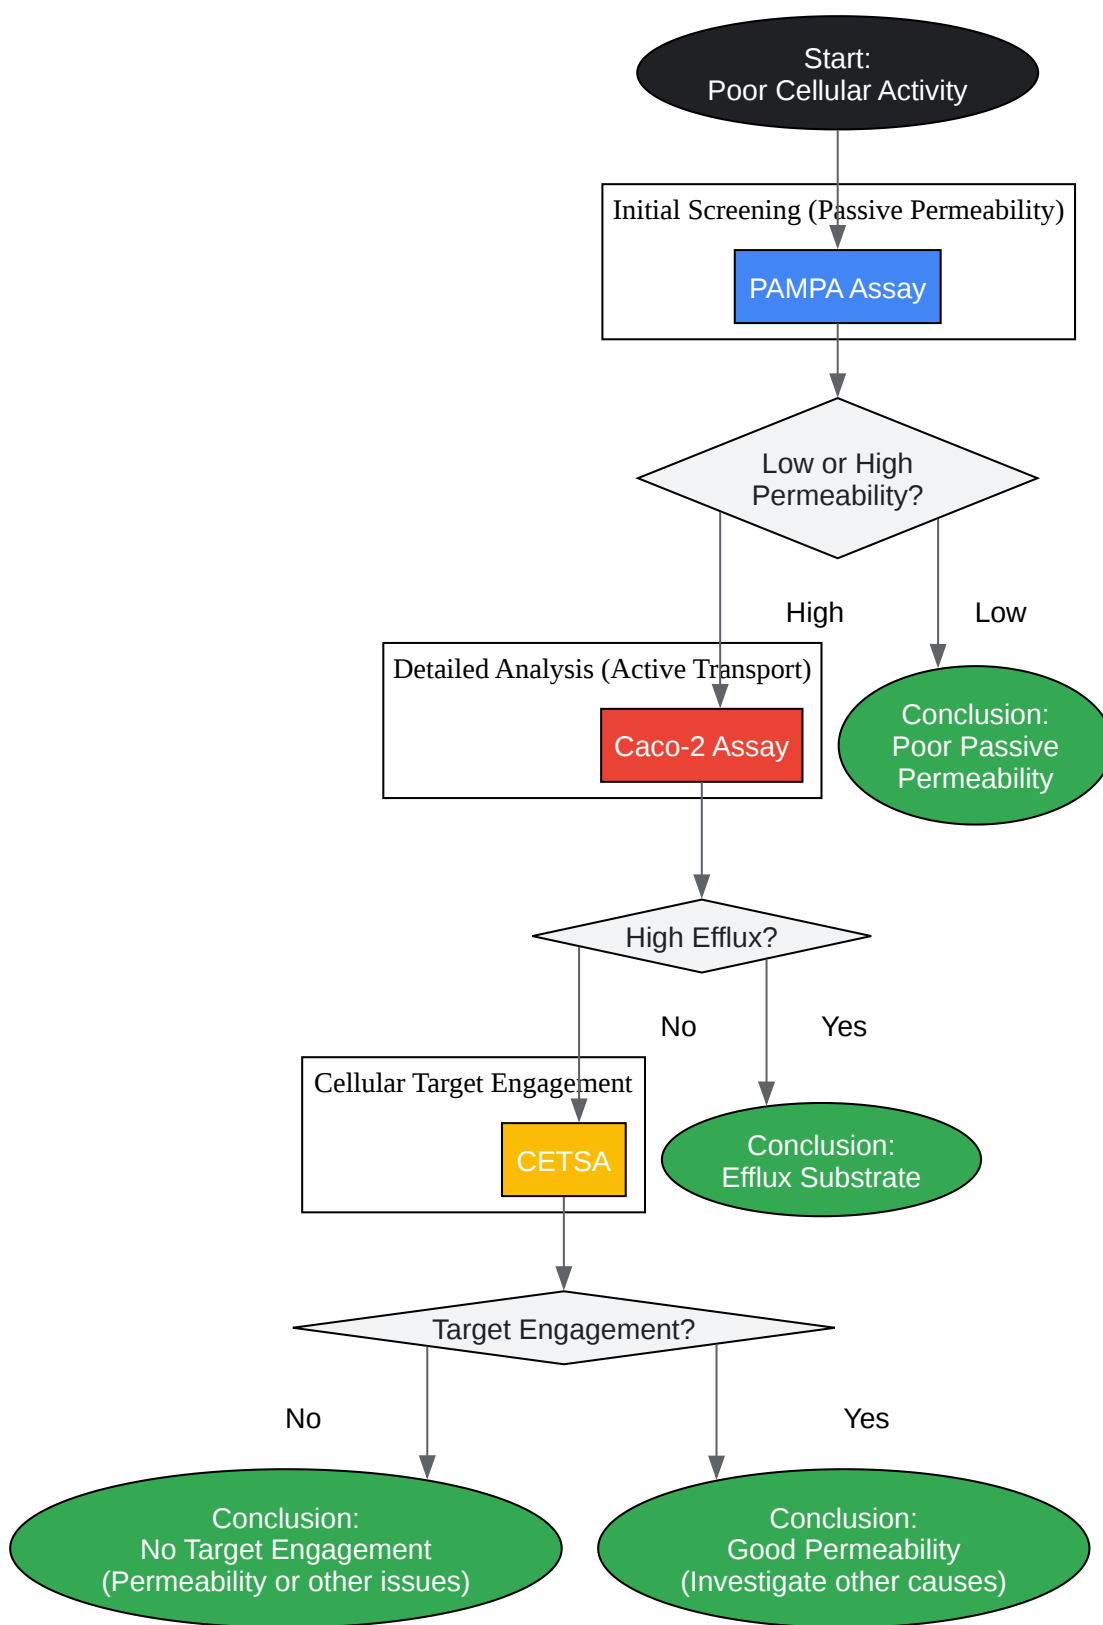 Start:
Poor Cellular Activity
Initial Screening (Passive Permeability)
PAMPA Assay
Low or High
Permeability?
High
Low
Detailed Analysis (Active Transport)
Caco-2 Assay
Conclusion:
Poor Passive
Permeability
High Efflux?
No
Yes
Cellular Target Engagement
CETSA
Conclusion:
Efflux Substrate
Target Engagement?
No
Yes
Conclusion:
No Target Engagement
(Permeability or other issues)
Conclusion:
Good Permeability
(Investigate other causes)